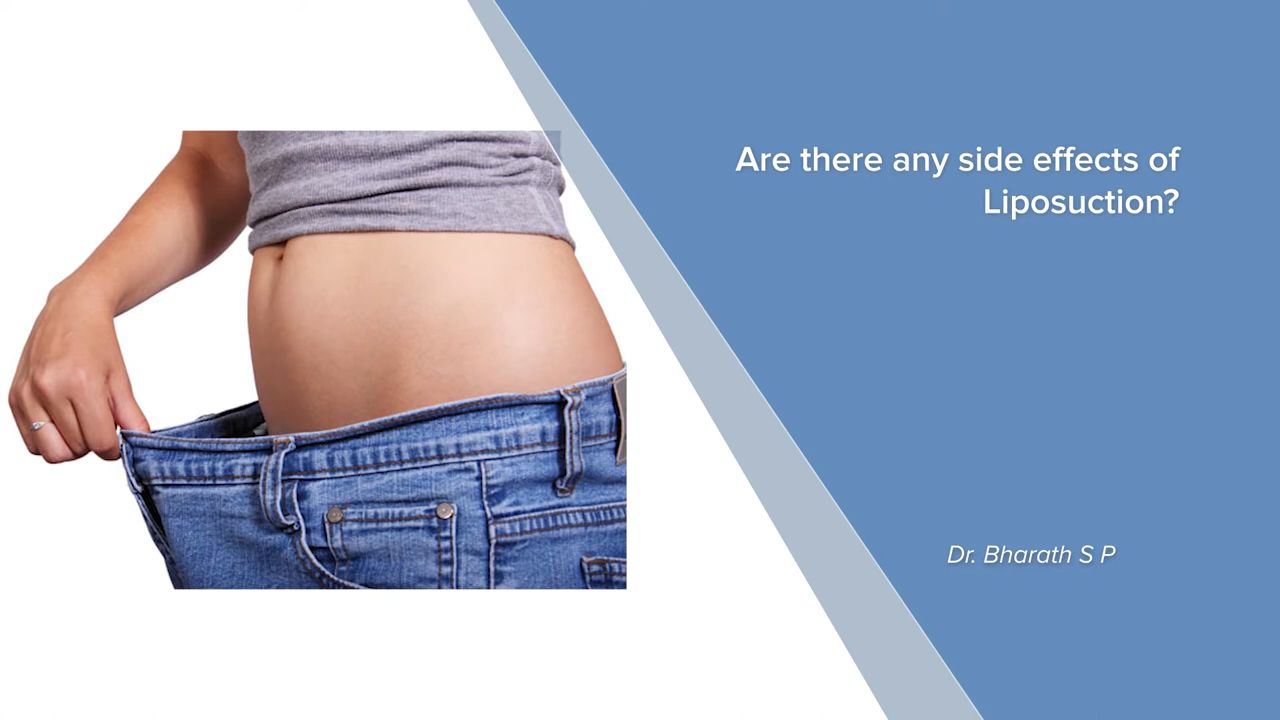 Are there any side effects of
Liposuction?
Dr. Bharath S P